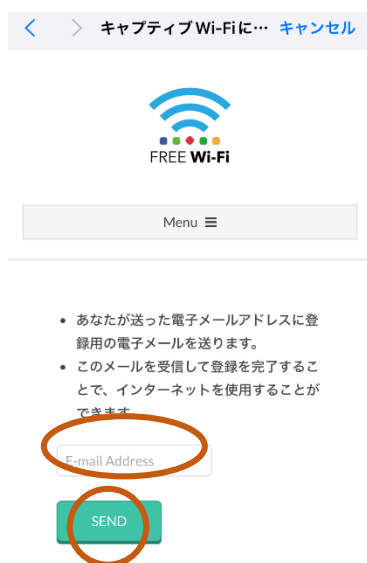 キャプティブWi-Fiに… キャンセル
FREE Wi-Fi
Menu
• あなたが送った電子メールアドレスに登
録用の電子メールを送ります。
• このメールを受信して登録を完了するこ
とで、インターネットを使用することが
できます。
E-mail Address
SEND